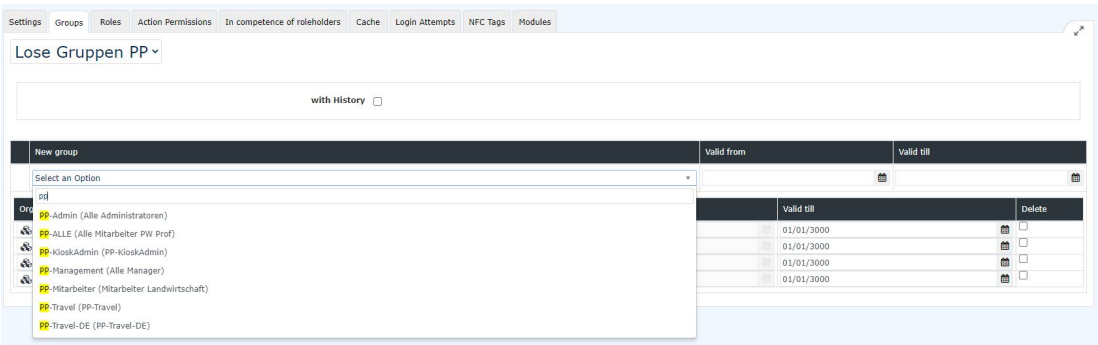 Settings Groups Roles Action Permissions In competence of roleholders Cache Login Attempts NFC Tags Modules
Lose Gruppen PP
with History
New group Valid from Valid till
Select an Option
pp
Org Valid till Delete
PP-Admin (Alle Administratoren)
PP-ALLE (Alle Mitarbeiter PW Prof) 01/01/3000
PP-KioskAdmin (PP-KioskAdmin) 01/01/3000
PP-Management (Alle Manager) 01/01/3000
PP-Mitarbeiter (Mitarbeiter Landwirtschaft) 01/01/3000
PP-Travel (PP-Travel)
PP-Travel-DE (PP-Travel-DE)